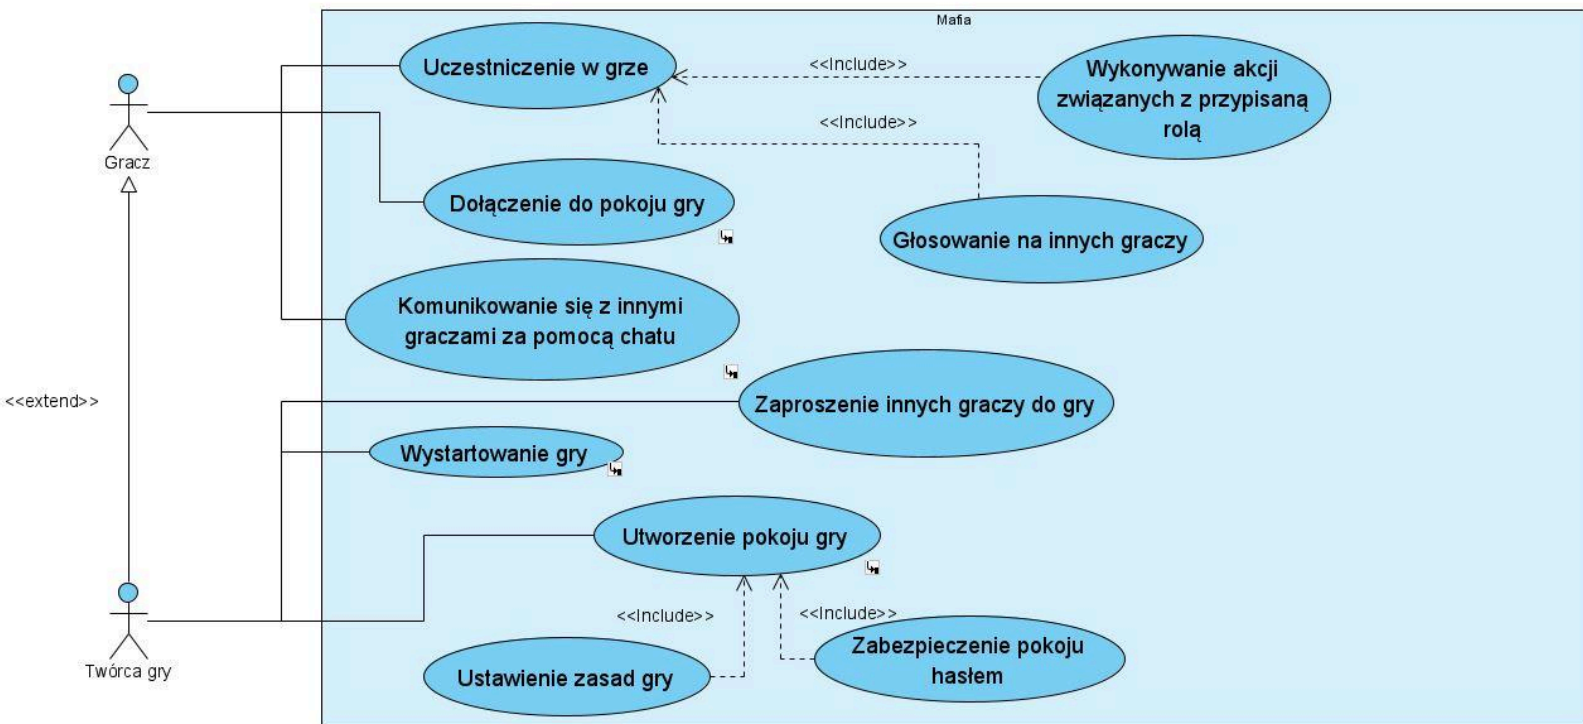 Mafia
Uczestniczenie w grze
<<Include>>
Wykonywanie akcji
związanych z przypisaną
rolą
<<Include>>
Gracz
Dołączenie do pokoju gry
Głosowanie na innych graczy
Komunikowanie się z innymi
graczami za pomocą chatu
<<extend>>
Zaproszenie innych graczy do gry
Wystartowanie gry
Utworzenie pokoju gry
<<Include>>
<<Include>>
Twórca gry
Ustawienie zasad gry
Zabezpieczenie pokoju
hasłem